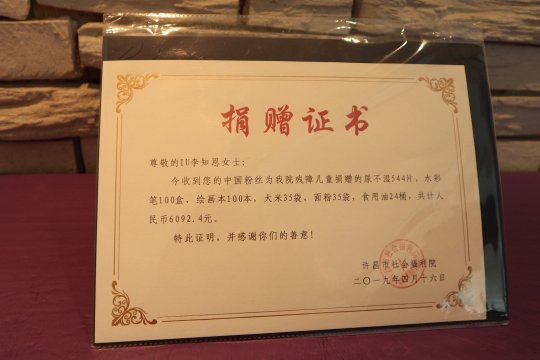 捐赠证书
尊敬的IU李知恩女士:
今收到您的中国粉丝为我院残障儿童捐赠的尿不湿544片，水彩
笔100盒，绘画本100本，大米35袋，面粉35袋，食用油24桶，共计人
民币6092.4元。
特此证明，并感谢你们的善意！
许昌市社会福利院
二〇一九年四月十六日